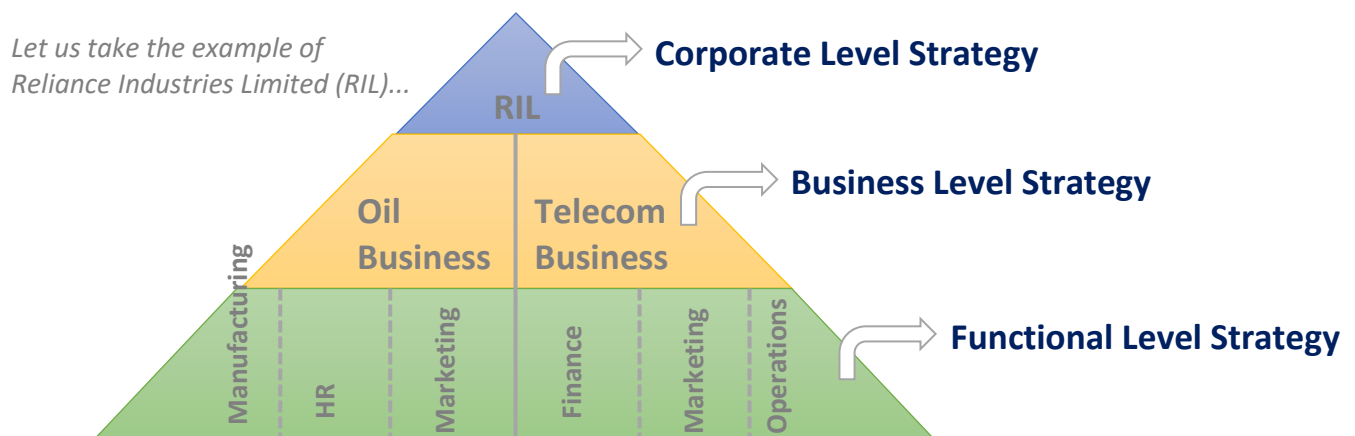 Let us take the example of
Reliance Industries Limited (RIL)...
Corporate Level Strategy
RIL
Business Level Strategy
Oil
Business
Telecom
Business
Manufacturing
HR
Marketing
Finance
Marketing
Operations
Functional Level Strategy